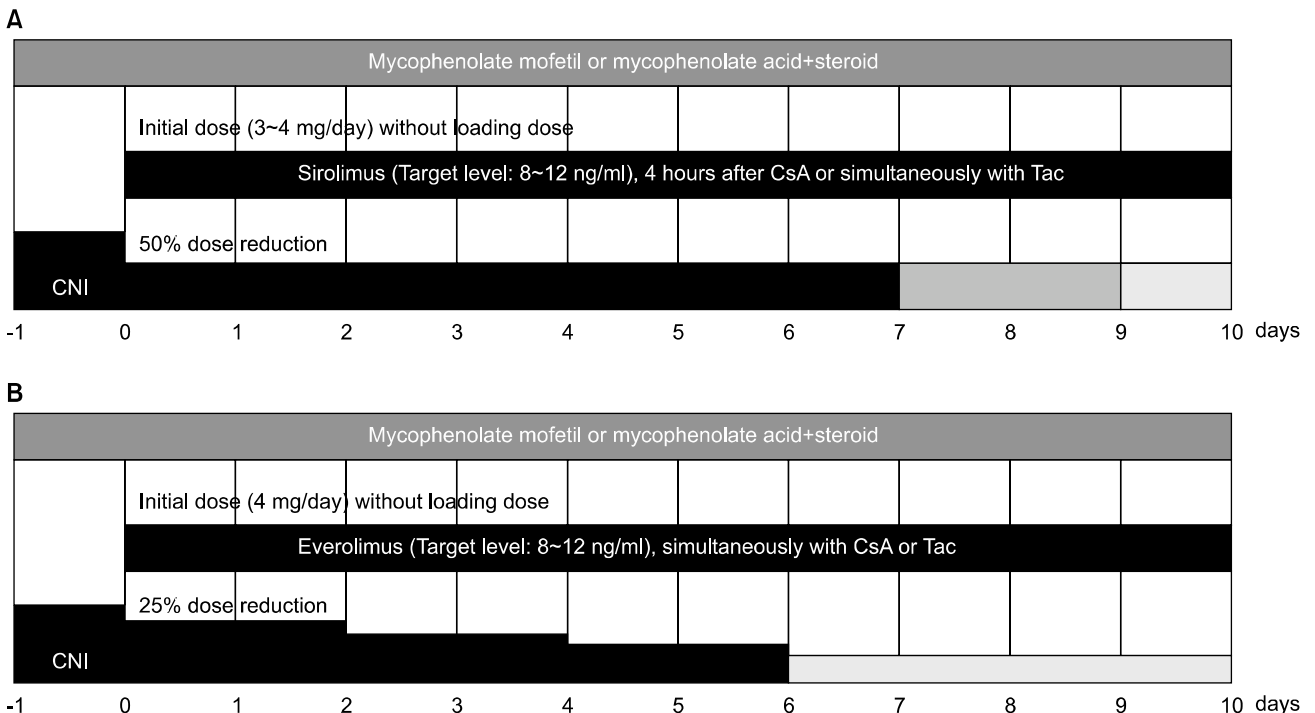 A
Mycophenolate mofetil or mycophenolate acid+steroid
Initial dose (3~4 mg/day) without loading dose
Sirolimus (Target level: 8~12 ng/ml), 4 hours after CsA or simultaneously with Tac
50% dose reduction
CNI
-1 0 1 2 3 4 5 6 7 8 9 10 days
B
Mycophenolate mofetil or mycophenolate acid+steroid
Initial dose (4 mg/day) without loading dose
Everolimus (Target level: 8~12 ng/ml), simultaneously with CsA or Tac
25% dose reduction
CNI
-1 0 1 2 3 4 5 6 7 8 9 10 days